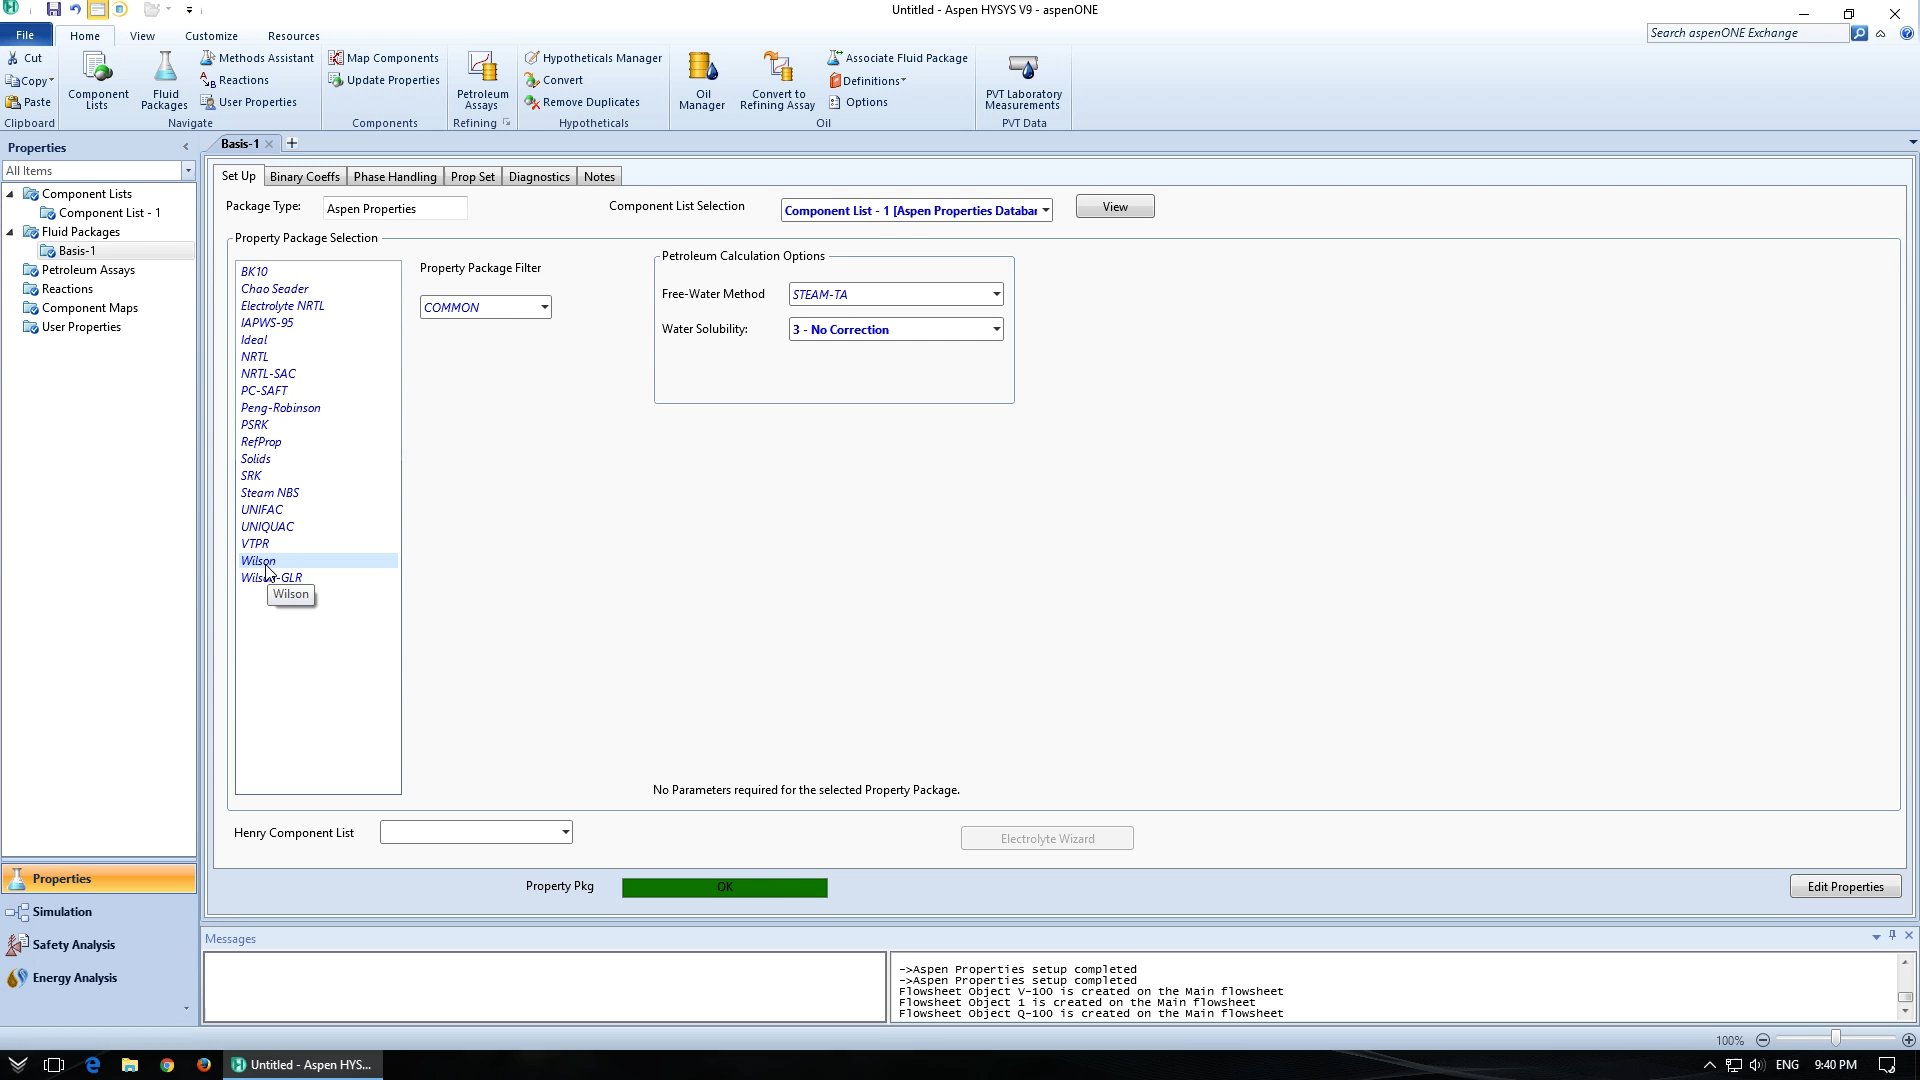 Untitled - Aspen HYSYS V9 - aspenONE
File
Home
View
Customize
Resources
Search aspenONE Exchange
Cut
Copy
Paste
Clipboard
Component Lists
Fluid Packages
Methods Assistant
Reactions
User Properties
Navigate
Map Components
Update Properties
Components
Petroleum Assays
Refining
Hypotheticals Manager
Convert
Remove Duplicates
Hypotheticals
Oil Manager
Convert to Refining Assay
Associate Fluid Package
Definitions
Options
Oil
PVT Laboratory Measurements
PVT Data
Properties
All Items
Component Lists
Component List - 1
Fluid Packages
Basis-1
Petroleum Assays
Reactions
Component Maps
User Properties
Properties
Simulation
Safety Analysis
Energy Analysis
Basis-1
Set Up
Binary Coeffs
Phase Handling
Prop Set
Diagnostics
Notes
Package Type:
Aspen Properties
Component List Selection
Component List - 1 [Aspen Properties Databar
View
Property Package Selection
BK10
Chao Seader
Electrolyte NRTL
IAPWS-95
Ideal
NRTL
NRTL-SAC
PC-SAFT
Peng-Robinson
PSRK
RefProp
Solids
SRK
Steam NBS
UNIFAC
UNIQUAC
VTPR
Wilson
Wilson-GLR
Wilson
Property Package Filter
COMMON
Petroleum Calculation Options
Free-Water Method
STEAM-TA
Water Solubility:
3 - No Correction
No Parameters required for the selected Property Package.
Henry Component List
Electrolyte Wizard
Property Pkg
OK
Edit Properties
Messages
->Aspen Properties setup completed
->Aspen Properties setup completed
Flowsheet Object V-100 is created on the Main flowsheet
Flowsheet Object 1 is created on the Main flowsheet
Flowsheet Object Q-100 is created on the Main flowsheet
100%
Untitled - Aspen HYS...
ENG
9:40 PM